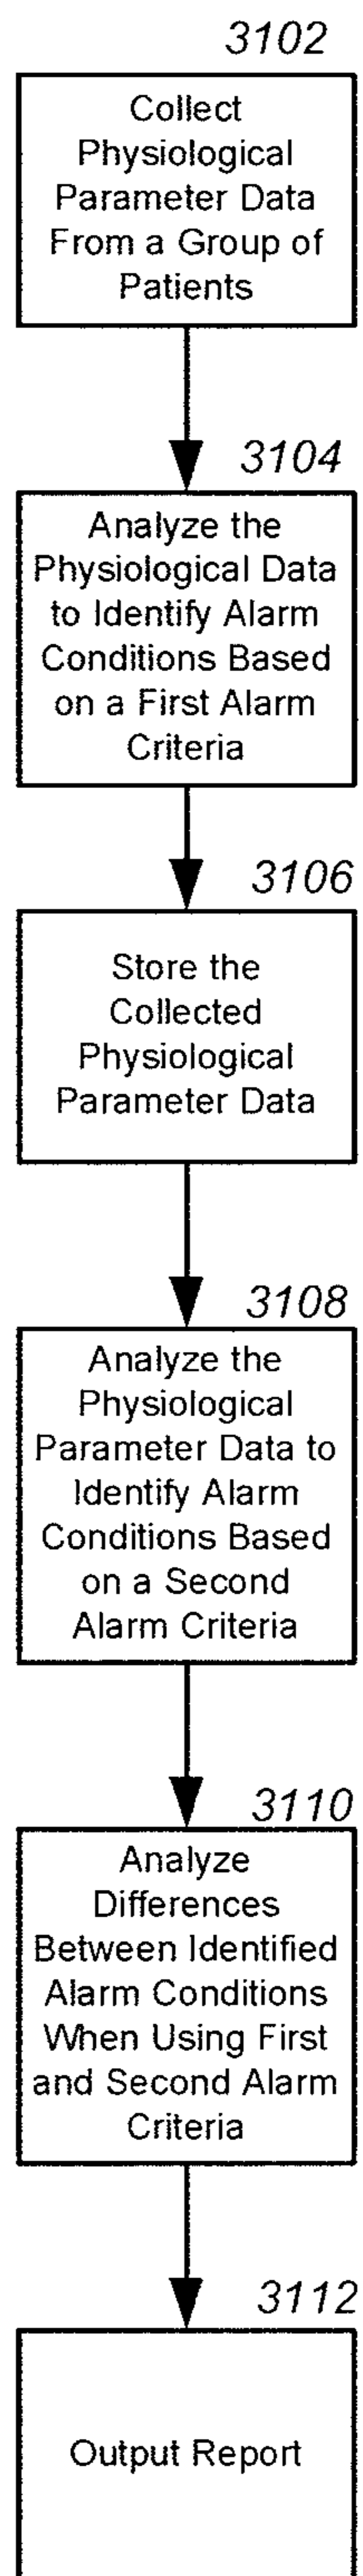 3102
Collect
Physiological
Parameter Data
From a Group of
Patients
3104
Analyze the
Physiological Data
to Identify Alarm
Conditions Based
on a First Alarm
Criteria
3106
Store the
Collected
Physiological
Parameter Data
3108
Analyze the
Physiological
Parameter Data to
Identify Alarm
Conditions Based
on a Second
Alarm Criteria
3110
Analyze
Differences
Between Identified
Alarm Conditions
When Using First
and Second Alarm
Criteria
3112
Output Report